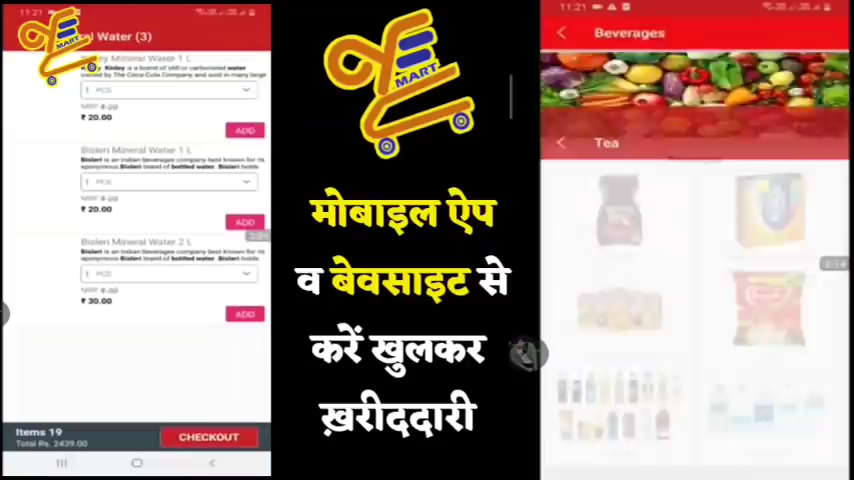 11:21
MART
al Water (3)
Mineral Water 1 L
Kinley is a brand of still or carbonated water
owned by The Coca Cola Company and sold in many large
1 PCS
MRP ₹ 20
₹ 20.00
ADD
Bisleri Mineral Water 1 L
Bisleri is an Indian beverages company best known for its
eponymous Bisleri brand of bottled water. Bisleri holds
1 PCS
MRP ₹ 20
₹ 20.00
ADD
Bisleri Mineral Water 2 L
Bisleri is an Indian beverages company best known for its
eponymous Bisleri brand of bottled water. Bisleri holds
1 PCS
₹ 30.00
ADD
Items 19
Total Rs. 2439.00
CHECKOUT
MART
मोबाइल ऐप
व बेवसाइट से
करें खुलकर
ख़रीददारी
11:21
Beverages
Tea